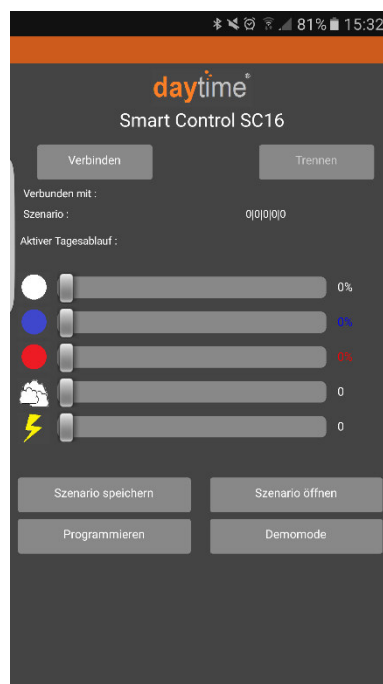 81% 15:32
daytime®
Smart Control SC16
Verbinden Trennen
Verbunden mit :
Szenario : 0|0|0|0|0
Aktiver Tagesablauf :
0%
0%
0%
0
0
Szenario speichern Szenario öffnen
Programmieren Demomode